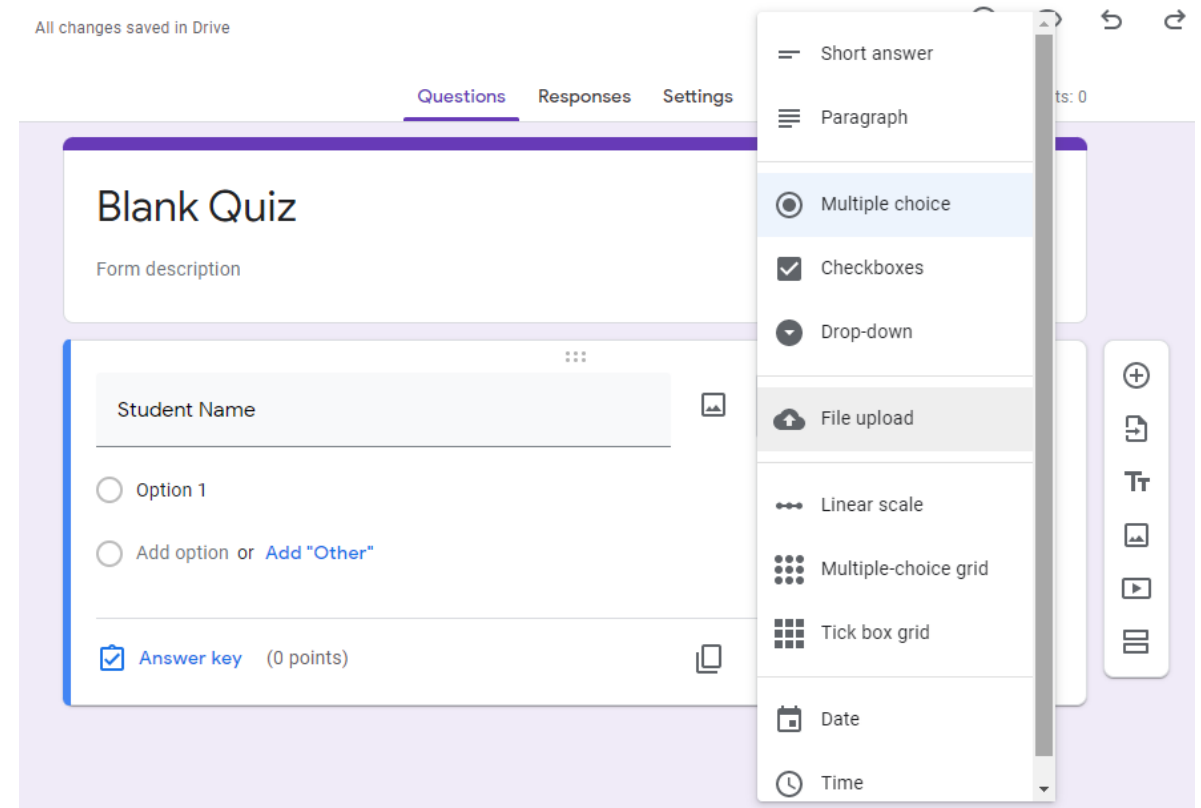 All changes saved in Drive
Questions Responses Settings
ts: 0
Blank Quiz
Form description
Student Name
Option 1
Add option or Add "Other"
Answer key (0 points)
Short answer
Paragraph
Multiple choice
Checkboxes
Drop-down
File upload
Linear scale
Multiple-choice grid
Tick box grid
Date
Time
Tт